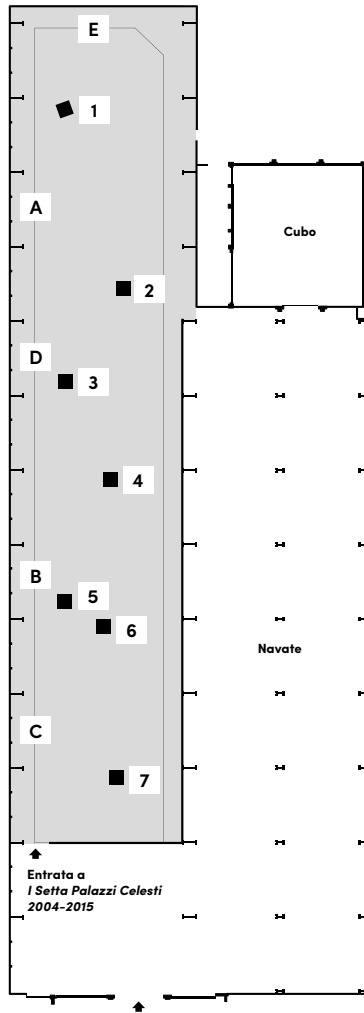 E
1
A
Cubo
2
D
3
4
B
5
6
Navate
C
7
Entrata a
I Setta Palazzi Celesti
2004-2015